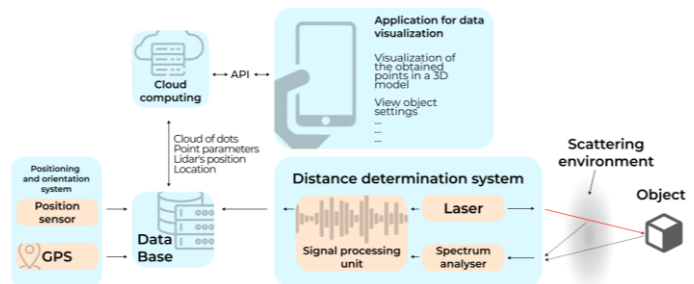 Application for data
visualization
Visualization of
the obtained
points in a 3D
model
View object
settings
...
...
...
Cloud
computing
API
Cloud of dots
Point parameters
Lidar's position
Location
Positioning
and orientation
system
Position
sensor
GPS
Data
Base
Distance determination system
Signal processing
unit
Laser
Spectrum
analyser
Scattering
environment
Object